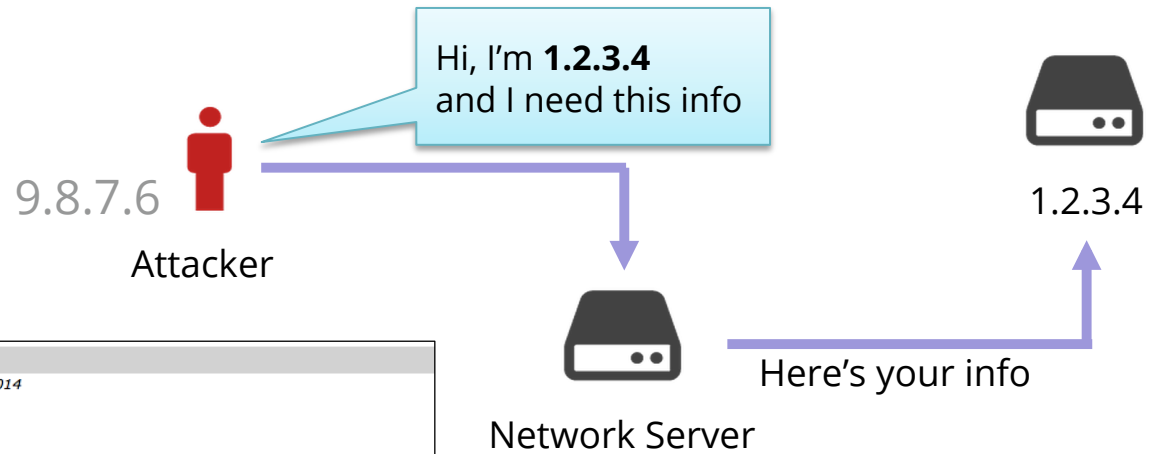 Hi, I'm 1.2.3.4
and I need this info
9.8.7.6
1.2.3.4
Attacker
Here's your info
Network Server